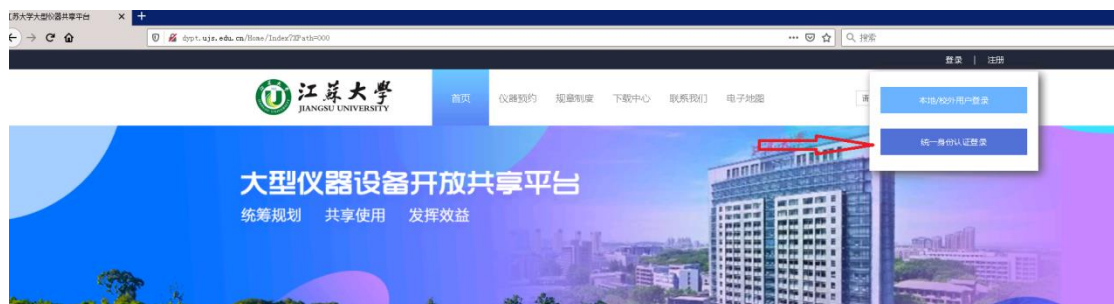 江苏大学大型仪器共享平台
dypt.ujs.edu.cn/Home/Index?XPath=000
搜索
登录 | 注册
江苏大学
JIANGSU UNIVERSITY
首页 仪器预约 规章制度 下载中心 联系我们 电子地图
请
本地/校外用户登录
统一身份认证登录
大型仪器设备开放共享平台
统筹规划 共享使用 发挥效益